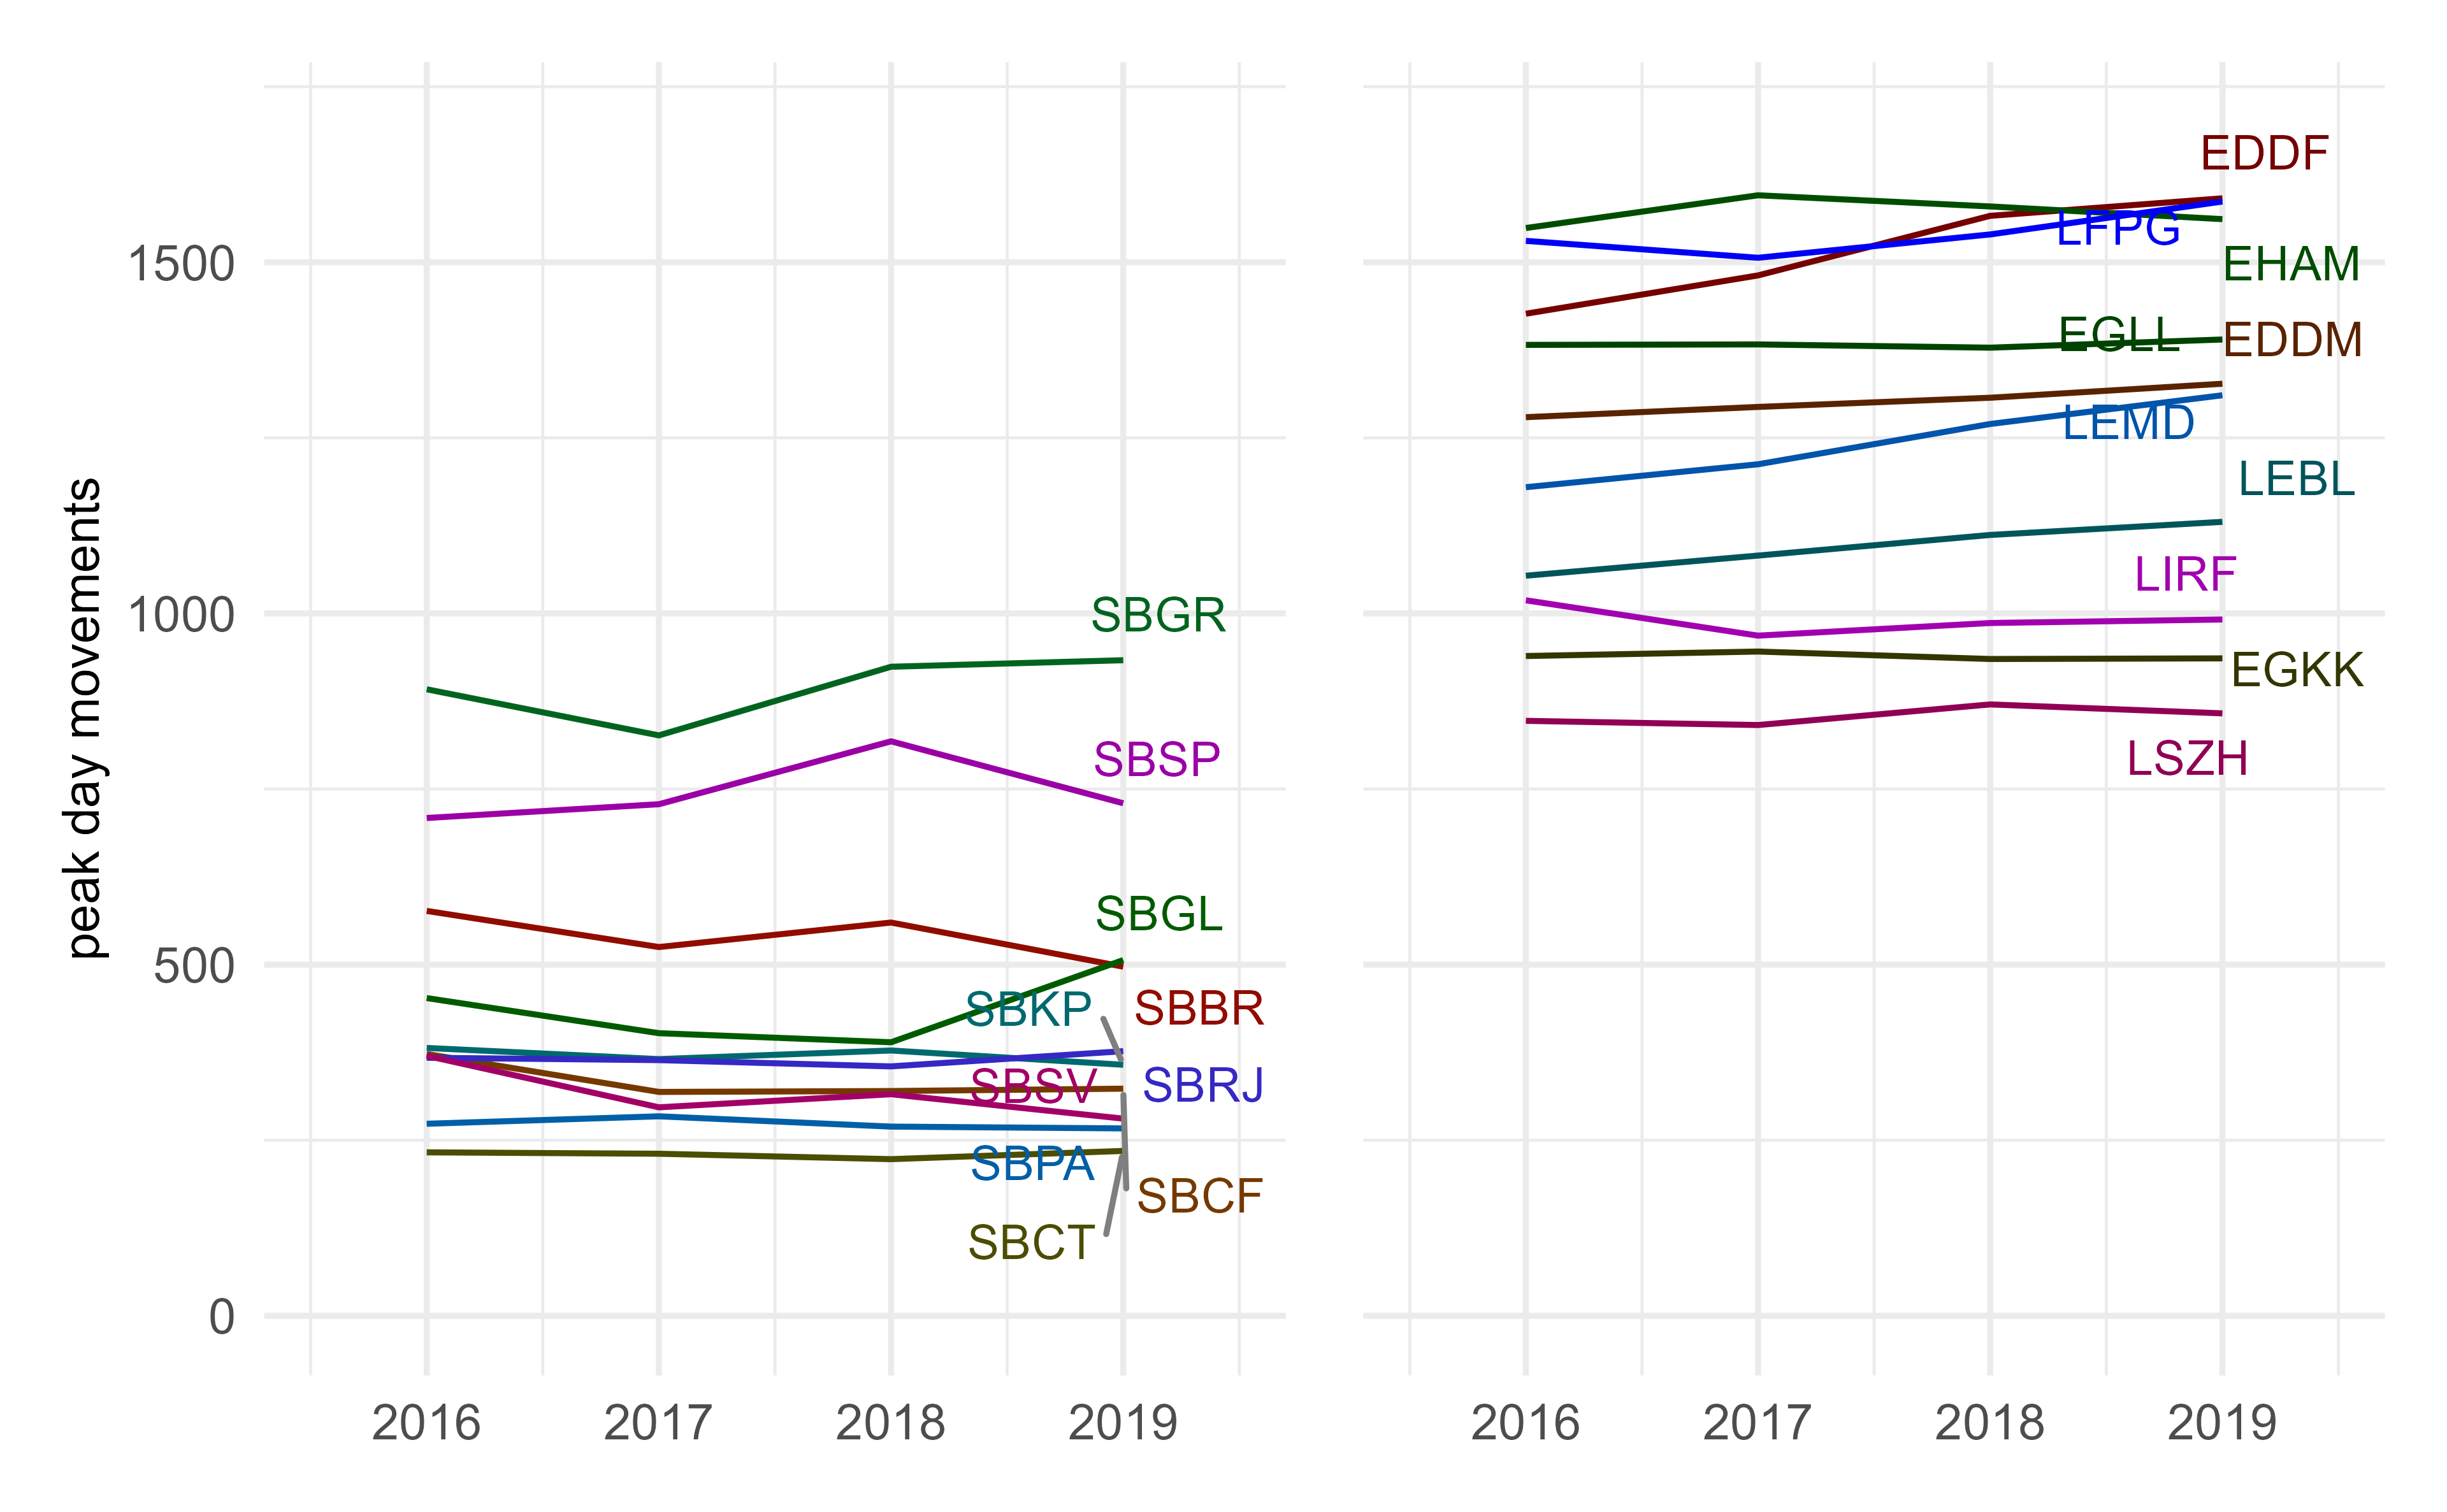 peak day movements
1500
1000
500
0
SBGR
SBSP
SBGL
SBKP
SBBR
SBSV
SBRJ
SBPA
SBCF
SBCT
2016 2017 2018 2019
EDDF
LFPG
EHAM
EGLL
EDDM
LEMD
LEBL
LIRF
EGKK
LSZH
2016 2017 2018 2019